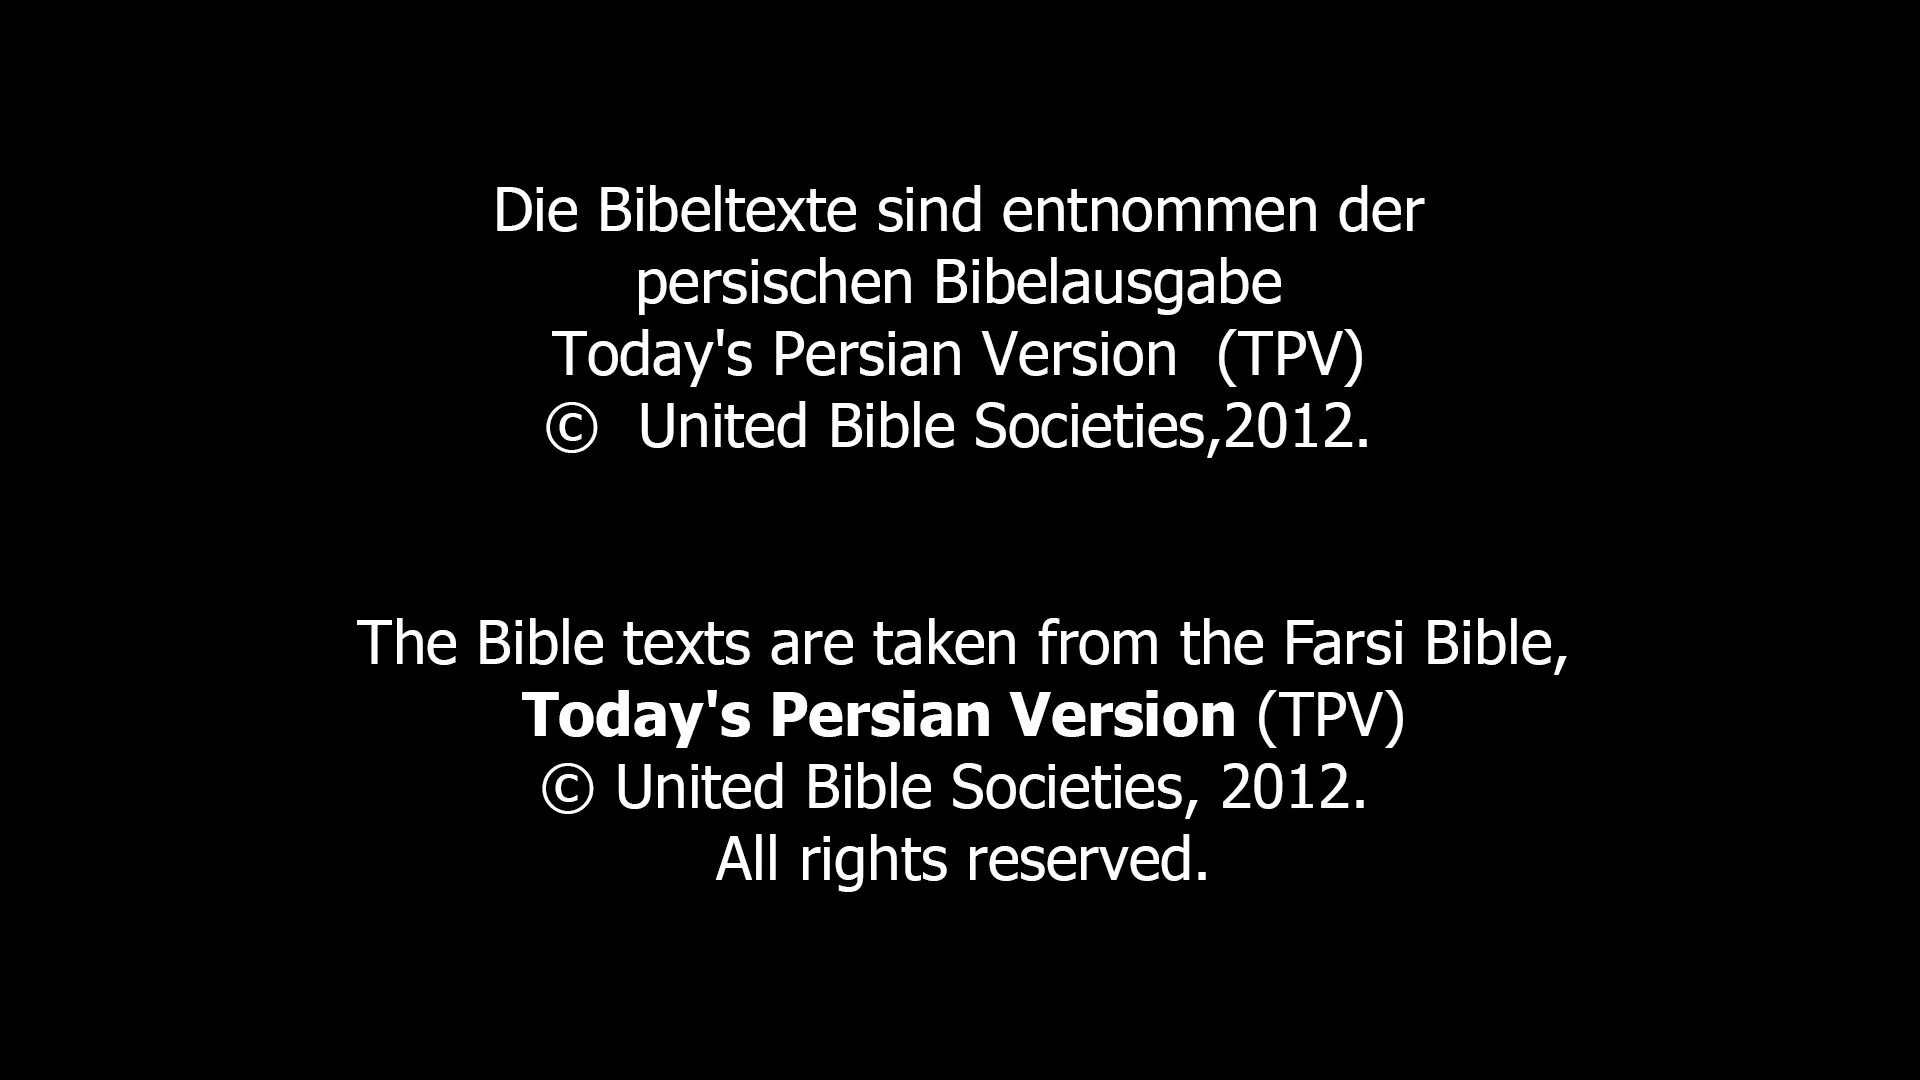 Die Bibeltexte sind entnommen der
persischen Bibelausgabe
Today's Persian Version  (TPV)
©  United Bible Societies,2012.
The Bible texts are taken from the Farsi Bible,
Today's Persian Version (TPV)
© United Bible Societies, 2012.
All rights reserved.